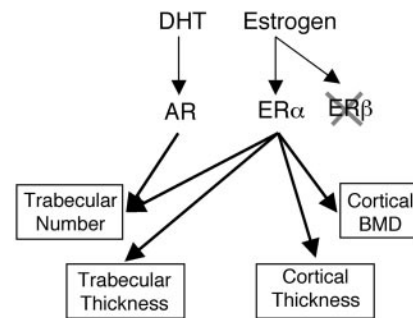 DHT Estrogen
AR ERα ERβ
Trabecular
Number
Cortical
BMD
Trabecular
Thickness
Cortical
Thickness